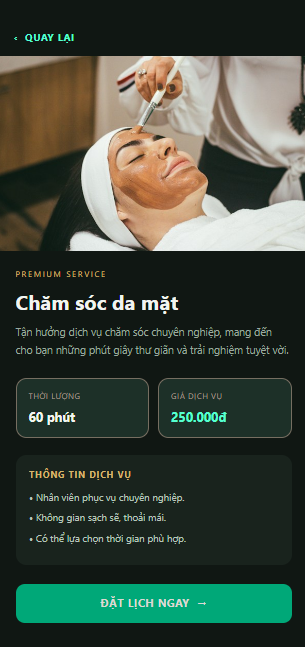 ‹ QUAY LẠI
PREMIUM SERVICE
Chăm sóc da mặt
Tận hưởng dịch vụ chăm sóc chuyên nghiệp, mang đến
cho bạn những phút giây thư giãn và trải nghiệm tuyệt vời.
THỜI LƯỢNG
60 phút
GIÁ DỊCH VỤ
250.000đ
THÔNG TIN DỊCH VỤ
• Nhân viên phục vụ chuyên nghiệp.
• Không gian sạch sẽ, thoải mái.
• Có thể lựa chọn thời gian phù hợp.
ĐẶT LỊCH NGAY →